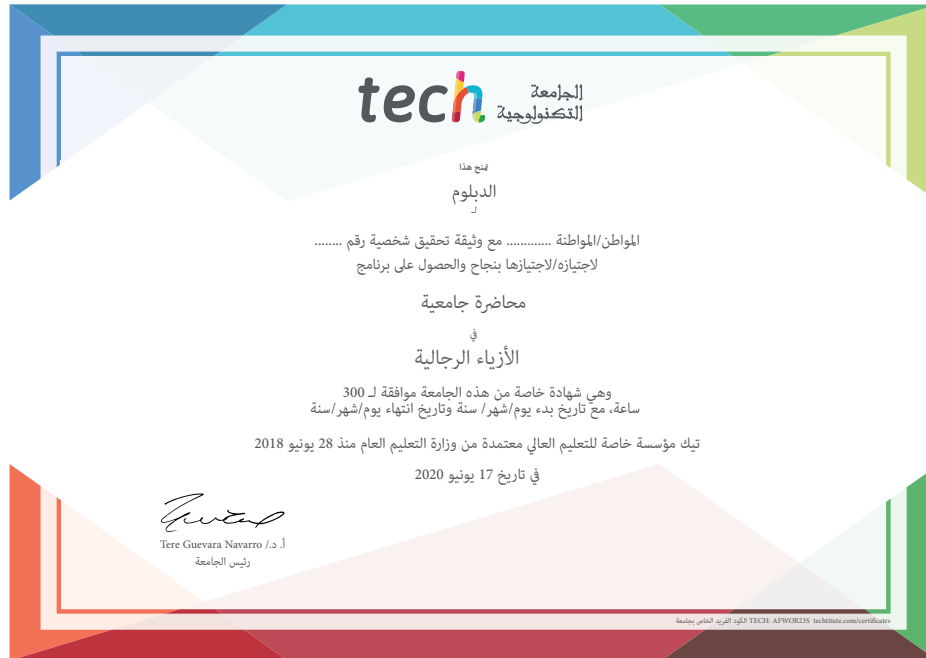 tech الجامعة
التكنولوجية
تمنح هذا
الدبلوم
لـ
المواطن/المواطنة ............. مع وثيقة تحقيق شخصية رقم ........
لاجتيازه/لاجتيازها بنجاح والحصول على برنامج
محاضرة جامعية
في
الأزياء الرجالية
وهي شهادة خاصة من هذه الجامعة موافقة لـ 300
ساعة، مع تاريخ بدء يوم/شهر/ سنة وتاريخ انتهاء يوم/شهر/سنة
تيك مؤسسة خاصة للتعليم العالي معتمدة من وزارة التعليم العام منذ 28 يونيو 2018
في تاريخ 17 يونيو 2020
أ. د./ Tere Guevara Navarro
رئيس الجامعة
الكود الفريد الخاص بجامعة TECH: AFWOR23S techtitute.com/certificates